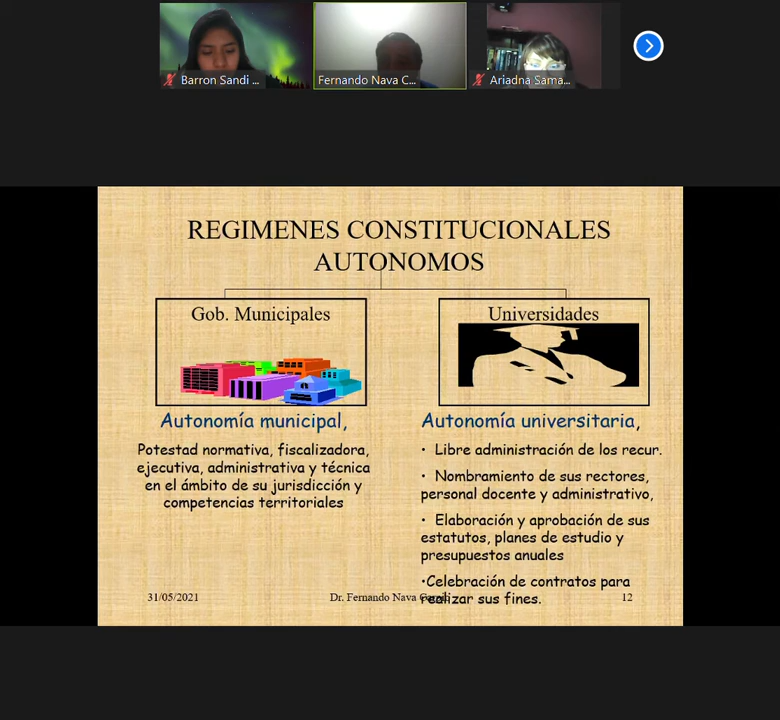 Barron Sandi ...
Fernando Nava C...
Ariadna Sama...
REGIMENES CONSTITUCIONALES
AUTONOMOS
Gob. Municipales
Universidades
Autonomía municipal,
Potestad normativa, fiscalizadora,
ejecutiva, administrativa y técnica
en el ámbito de su jurisdicción y
competencias territoriales
Autonomía universitaria,
• Libre administración de los recur.
• Nombramiento de sus rectores,
personal docente y administrativo,
• Elaboración y aprobación de sus
estatutos, planes de estudio y
presupuestos anuales
•Celebración de contratos para
realizar sus fines.
31/05/2021
Dr. Fernando Nava
12